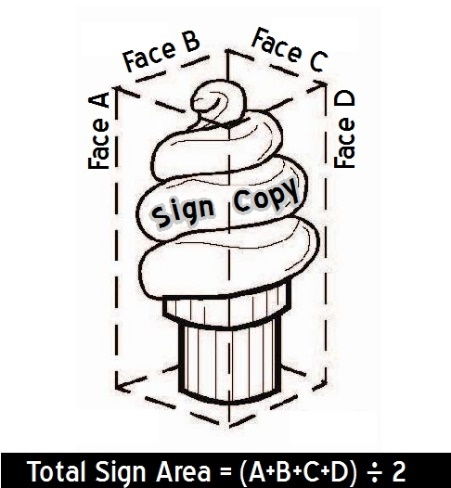 Face B
Face C
Face A
Face D
Sign Copy
Total Sign Area = (A+B+C+D) ÷ 2